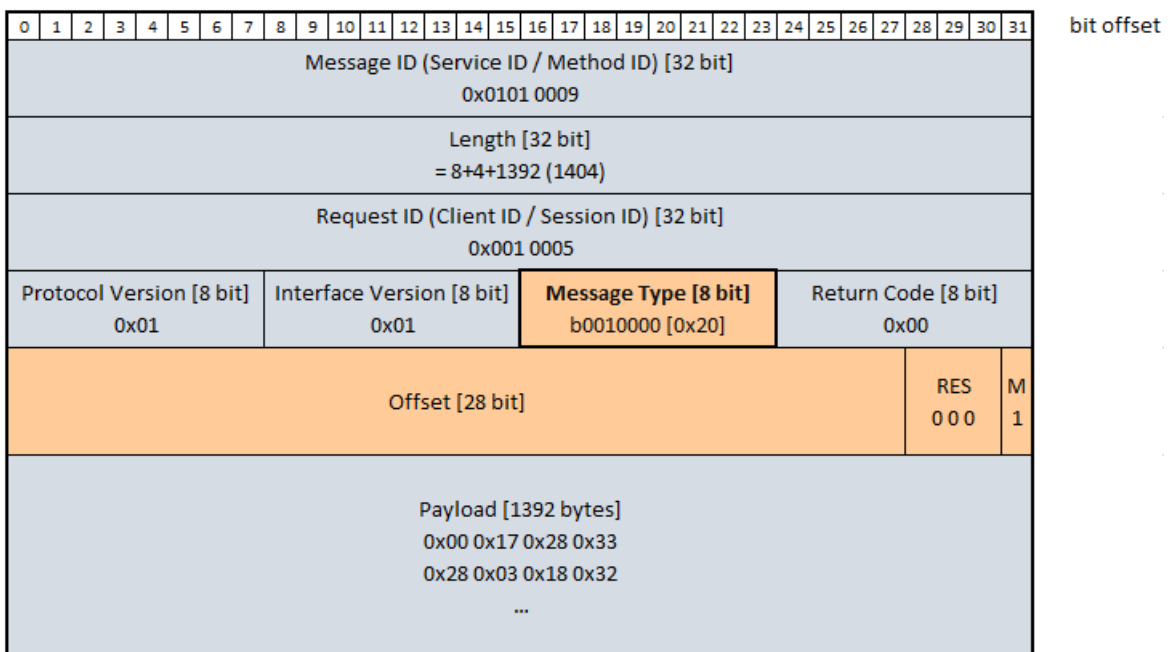 0 1 2 3 4 5 6 7 8 9 10 11 12 13 14 15 16 17 18 19 20 21 22 23 24 25 26 27 28 29 30 31 bit offset
Message ID (Service ID / Method ID) [32 bit]
0x0101 0009
Length [32 bit]
= 8+4+1392 (1404)
Request ID (Client ID / Session ID) [32 bit]
0x001 0005
Protocol Version [8 bit] Interface Version [8 bit] Message Type [8 bit] Return Code [8 bit]
0x01 0x01 b0010000 [0x20] 0x00
Offset [28 bit] RES M
0 0 0 1
Payload [1392 bytes]
0x00 0x17 0x28 0x33
0x28 0x03 0x18 0x32
...